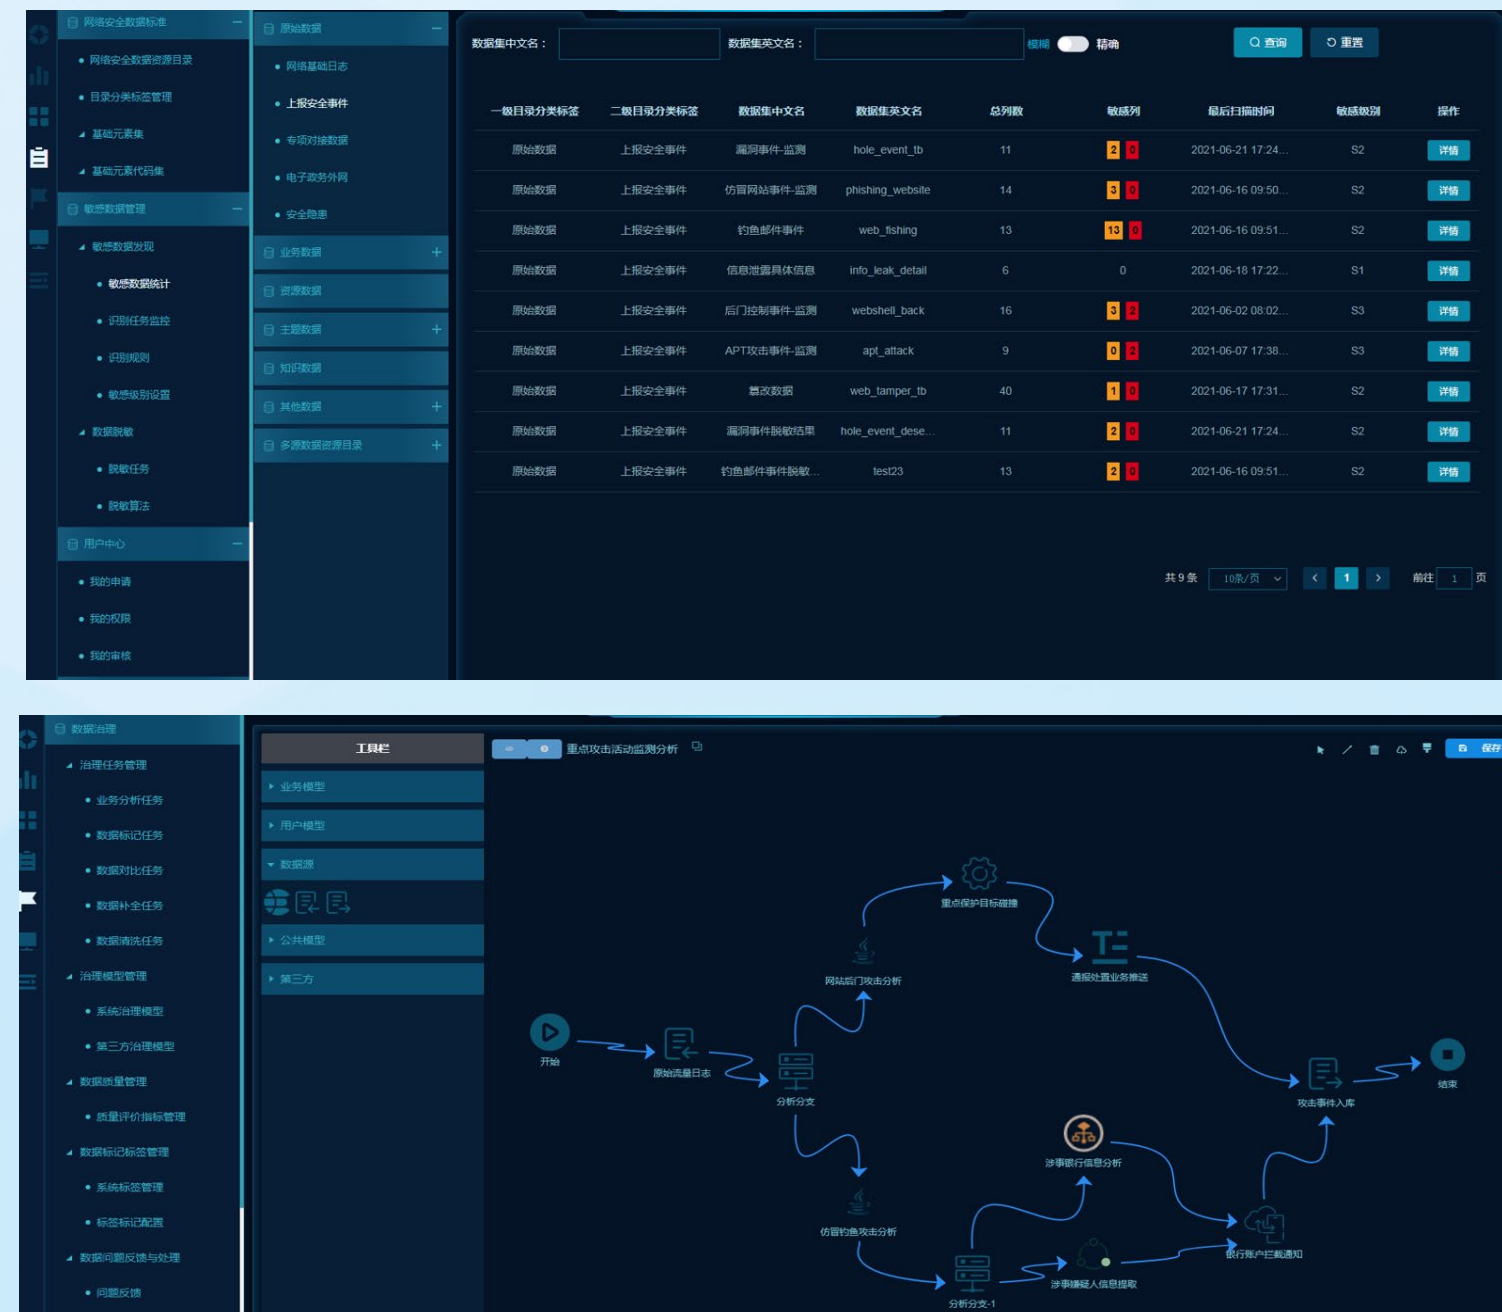 网络安全数据标准
网络安全数据资源目录
目录分类标签管理
基础元素集
基础元素代码集
敏感数据管理
敏感数据发现
敏感数据统计
识别任务监控
识别规则
敏感级别设置
数据脱敏
脱敏任务
脱敏算法
用户中心
我的申请
我的权限
我的审核
原始数据
网络基础日志
上报安全事件
专项对接数据
电子政务外网
安全隐患
业务数据
资源数据
主题数据
知识数据
其他数据
多源数据资源目录
数据集中文名： 数据集英文名： 模糊 精确 查询 重置
一级目录分类标签 二级目录分类标签 数据集中文名 数据集英文名 总列数 敏感列 最后扫描时间 敏感级别 操作
原始数据 上报安全事件 漏洞事件-监测 hole_event_tb 11 2 0 2021-06-21 17:24... S2 详情
原始数据 上报安全事件 仿冒网站事件-监测 phishing_website 14 3 0 2021-06-16 09:50... S2 详情
原始数据 上报安全事件 钓鱼邮件事件 web_fishing 13 13 0 2021-06-16 09:51... S2 详情
原始数据 上报安全事件 信息泄露具体信息 info_leak_detail 6 0 2021-06-18 17:22... S1 详情
原始数据 上报安全事件 后门控制事件-监测 webshell_back 16 3 2 2021-06-02 08:02... S3 详情
原始数据 上报安全事件 APT攻击事件-监测 apt_attack 9 0 2 2021-06-07 17:38... S3 详情
原始数据 上报安全事件 篡改数据 web_tamper_tb 40 1 0 2021-06-17 17:31... S2 详情
原始数据 上报安全事件 漏洞事件脱敏结果 hole_event_dese... 11 2 0 2021-06-21 17:24... S2 详情
原始数据 上报安全事件 钓鱼邮件事件脱敏... test23 13 2 0 2021-06-16 09:51... S2 详情
共 9 条 10条/页 1 前往 1 页
数据治理
治理任务管理
业务分析任务
数据标记任务
数据对比任务
数据补全任务
数据清洗任务
治理模型管理
系统治理模型
第三方治理模型
数据质量管理
质量评价指标管理
数据标记标签管理
系统标签管理
标签标记配置
数据问题反馈与处理
问题反馈
工具栏
业务模型
用户模型
数据源
公共模型
第三方
重点攻击活动监测分析
保存
重点保护目标碰撞
网站后门攻击分析
通报处置业务推送
开始
原始流量日志
分析分支
攻击事件入库
结束
涉事银行信息分析
仿冒钓鱼攻击分析
银行账户拦截通知
涉事嫌疑人信息提取
分析分支-1